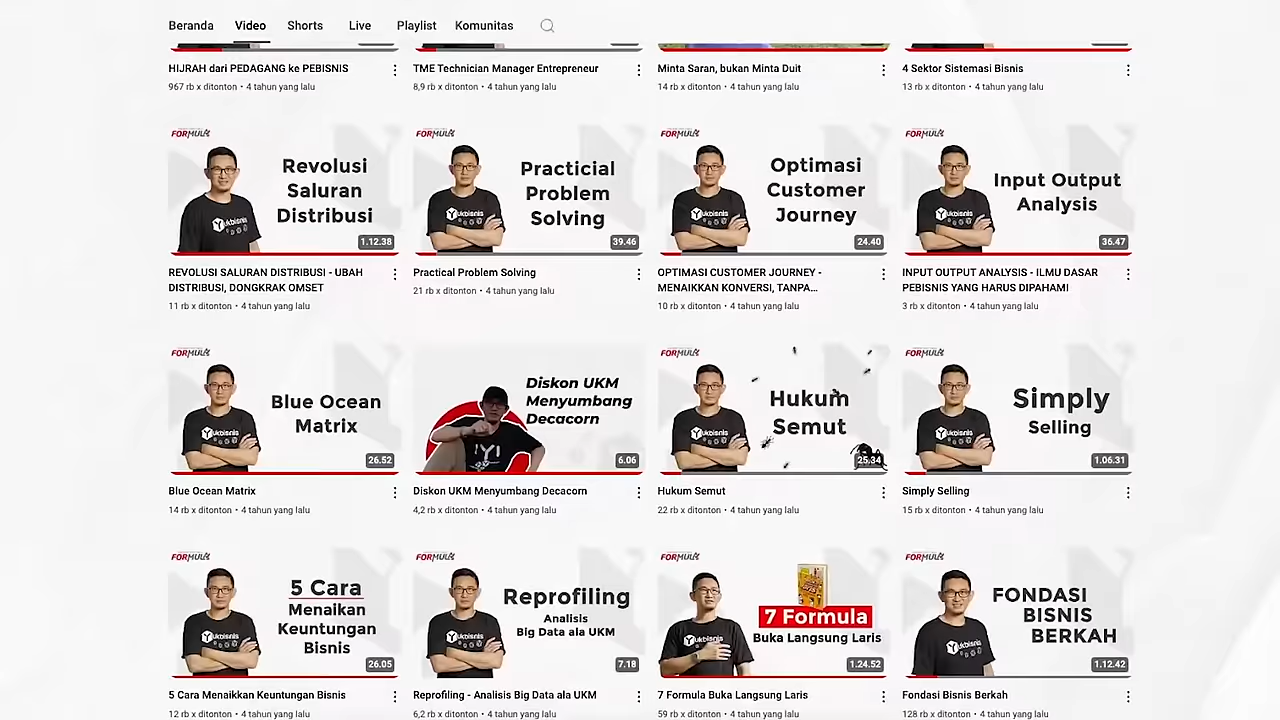 Beranda Video Shorts Live Playlist Komunitas
HIJRAH dari PEDAGANG ke PEBISNIS
967 rb x ditonton • 4 tahun yang lalu
TME Technician Manager Entrepreneur
8,9 rb x ditonton • 4 tahun yang lalu
Minta Saran, bukan Minta Duit
14 rb x ditonton • 4 tahun yang lalu
4 Sektor Sistemasi Bisnis
13 rb x ditonton • 4 tahun yang lalu
FORMULA
Revolusi
Saluran
Distribusi
Yukbisnis
1.12.38
REVOLUSI SALURAN DISTRIBUSI - UBAH
DISTRIBUSI, DONGKRAK OMSET
11 rb x ditonton • 4 tahun yang lalu
FORMULA
Practicial
Problem
Solving
Yukbisnis
39.46
Practical Problem Solving
21 rb x ditonton • 4 tahun yang lalu
FORMULA
Optimasi
Customer
Journey
Yukbisnis
24.40
OPTIMASI CUSTOMER JOURNEY -
MENAIKKAN KONVERSI, TANPA...
10 rb x ditonton • 4 tahun yang lalu
FORMULA
Input Output
Analysis
Yukbisnis
36.47
INPUT OUTPUT ANALYSIS - ILMU DASAR
PEBISNIS YANG HARUS DIPAHAMI
3 rb x ditonton • 4 tahun yang lalu
FORMULA
Blue Ocean
Matrix
Yukbisnis
26.52
Blue Ocean Matrix
14 rb x ditonton • 4 tahun yang lalu
Diskon UKM
Menyumbang
Decacorn
6.06
Diskon UKM Menyumbang Decacorn
4,2 rb x ditonton • 4 tahun yang lalu
FORMULA
Hukum
Semut
Yukbisnis
25.34
Hukum Semut
22 rb x ditonton • 4 tahun yang lalu
FORMULA
Simply
Selling
Yukbisnis
1.06.31
Simply Selling
15 rb x ditonton • 4 tahun yang lalu
FORMULA
5 Cara
Menaikan
Keuntungan
Bisnis
Yukbisnis
26.05
5 Cara Menaikkan Keuntungan Bisnis
12 rb x ditonton • 4 tahun yang lalu
FORMULA
Reprofiling
Analisis
Big Data ala UKM
Yukbisnis
7.18
Reprofiling - Analisis Big Data ala UKM
6,2 rb x ditonton • 4 tahun yang lalu
FORMULA
7 Formula
Buka Langsung Laris
Yukbisnis
1.24.52
7 Formula Buka Langsung Laris
59 rb x ditonton • 4 tahun yang lalu
FORMULA
FONDASI
BISNIS
BERKAH
Yukbisnis
1.12.42
Fondasi Bisnis Berkah
128 rb x ditonton • 4 tahun yang lalu